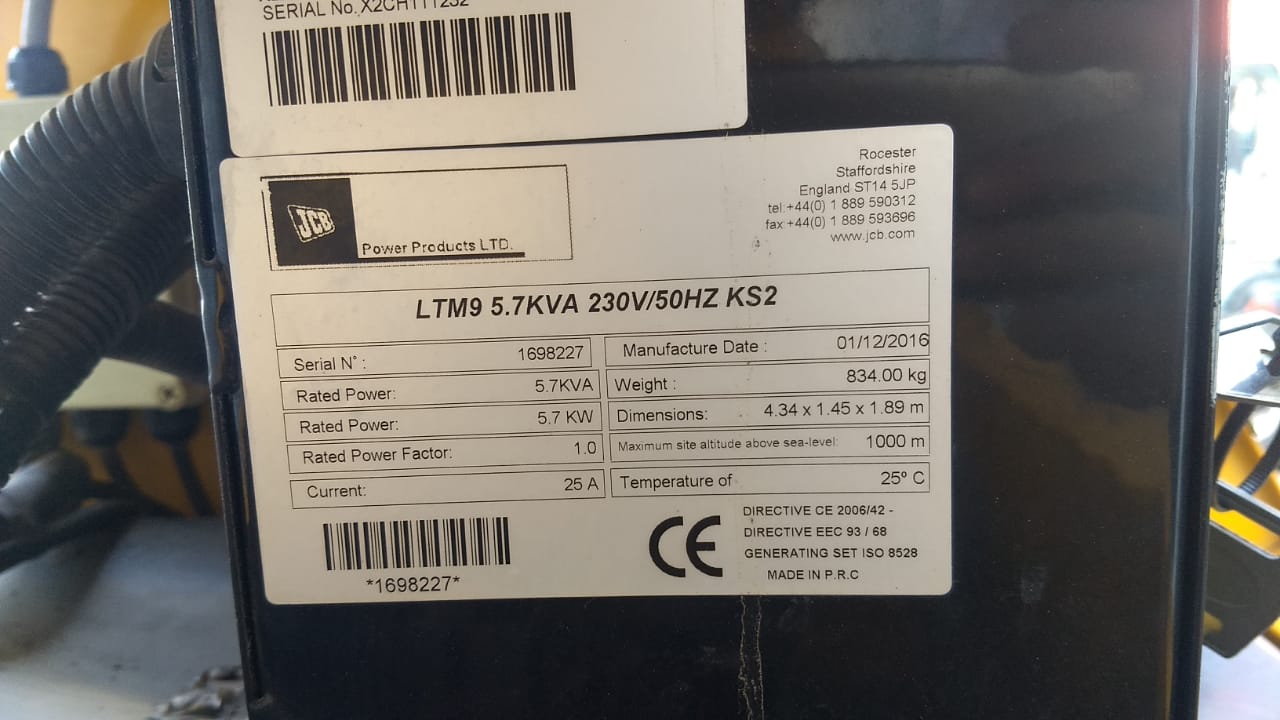 SERIAL No. X2CH111232
JCB
Power Products LTD.
Rocester
Staffordshire
England ST14 5JP
tel:+44(0) 1 889 590312
fax:+44(0) 1 889 593696
www.jcb.com
LTM9 5.7KVA 230V/50HZ KS2
Serial N° : 1698227
Manufacture Date : 01/12/2016
Rated Power: 5.7KVA
Weight : 834.00 kg
Rated Power: 5.7 KW
Dimensions: 4.34 x 1.45 x 1.89 m
Rated Power Factor: 1.0
Maximum site altitude above sea-level: 1000 m
Current: 25 A
Temperature of 25º C
*1698227*
CE
DIRECTIVE CE 2006/42 -
DIRECTIVE EEC 93 / 68
GENERATING SET ISO 8528
MADE IN P.R.C